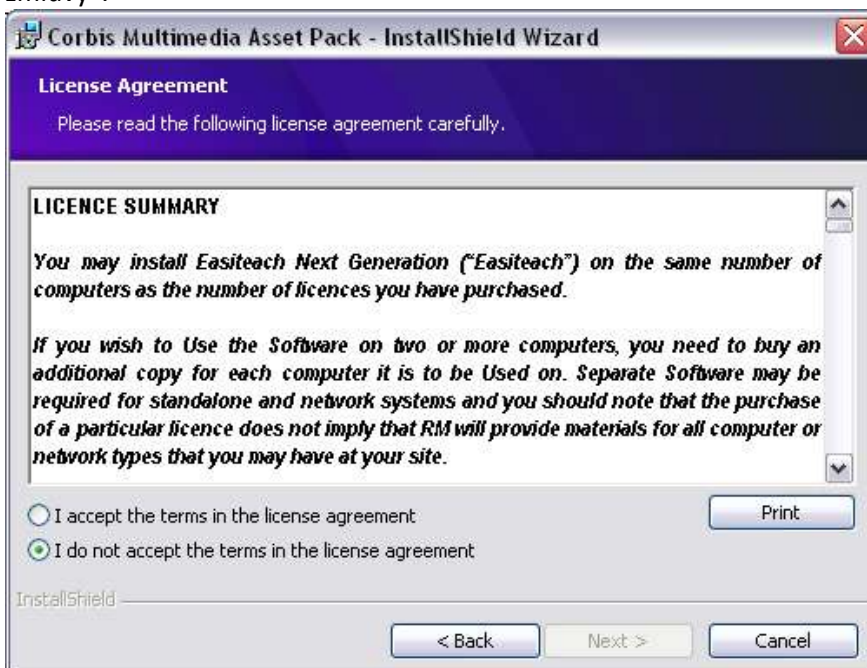 Corbis Multimedia Asset Pack - InstallShield Wizard
License Agreement
Please read the following license agreement carefully.
LICENCE SUMMARY
You may install Easiteach Next Generation ("Easiteach") on the same number of
computers as the number of licences you have purchased.
If you wish to Use the Software on two or more computers, you need to buy an
additional copy for each computer it is to be Used on. Separate Software may be
required for standalone and network systems and you should note that the purchase
of a particular licence does not imply that RM will provide materials for all computer or
network types that you may have at your site.
I accept the terms in the license agreement
Print
I do not accept the terms in the license agreement
InstallShield
< Back
Next >
Cancel